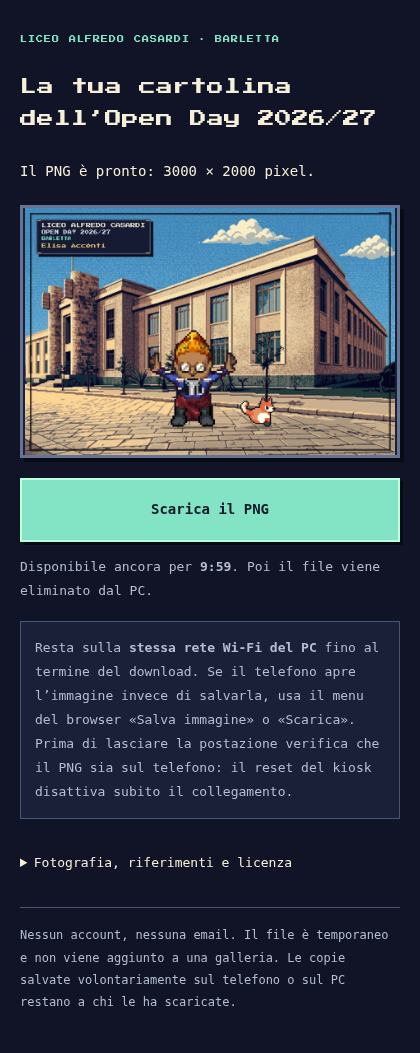 LICEO ALFREDO CASARDI · BARLETTA
La tua cartolina
dell’Open Day 2026/27
Il PNG è pronto: 3000 × 2000 pixel.
LICEO ALFREDO CASARDI
OPEN DAY 2026/27
BARLETTA
Elisa Accenti
Scarica il PNG
Disponibile ancora per 9:59. Poi il file viene
eliminato dal PC.
Resta sulla stessa rete Wi-Fi del PC fino al
termine del download. Se il telefono apre
l’immagine invece di salvarla, usa il menu
del browser «Salva immagine» o «Scarica».
Prima di lasciare la postazione verifica che
il PNG sia sul telefono: il reset del kiosk
disattiva subito il collegamento.
Fotografia, riferimenti e licenza
Nessun account, nessuna email. Il file è temporaneo
e non viene aggiunto a una galleria. Le copie
salvate volontariamente sul telefono o sul PC
restano a chi le ha scaricate.